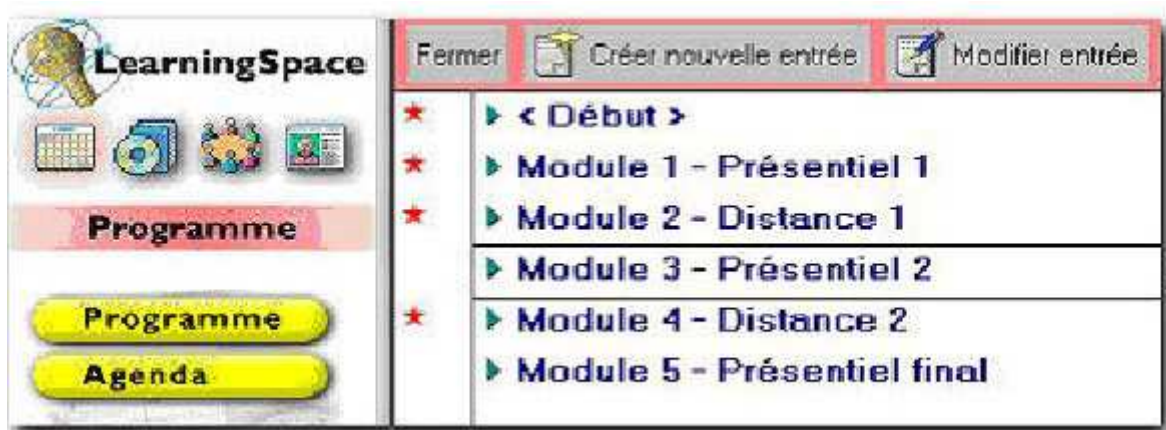 LearningSpace
Programme
Programme
Agenda
Fermer Créer nouvelle entrée Modifier entrée
< Début >
Module 1 - Présentiel 1
Module 2 - Distance 1
Module 3 - Présentiel 2
Module 4 - Distance 2
Module 5 - Présentiel final